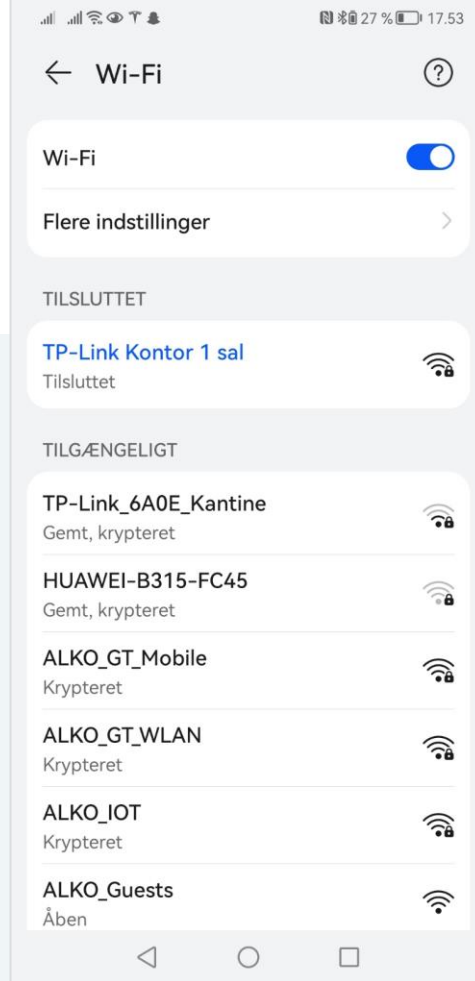 27 % 17.53
Wi-Fi
Wi-Fi
Flere indstillinger
TILSLUTTET
TP-Link Kontor 1 sal
Tilsluttet
TILGÆNGELIGT
TP-Link_6A0E_Kantine
Gemt, krypteret
HUAWEI-B315-FC45
Gemt, krypteret
ALKO_GT_Mobile
Krypteret
ALKO_GT_WLAN
Krypteret
ALKO_IOT
Krypteret
ALKO_Guests
Åben